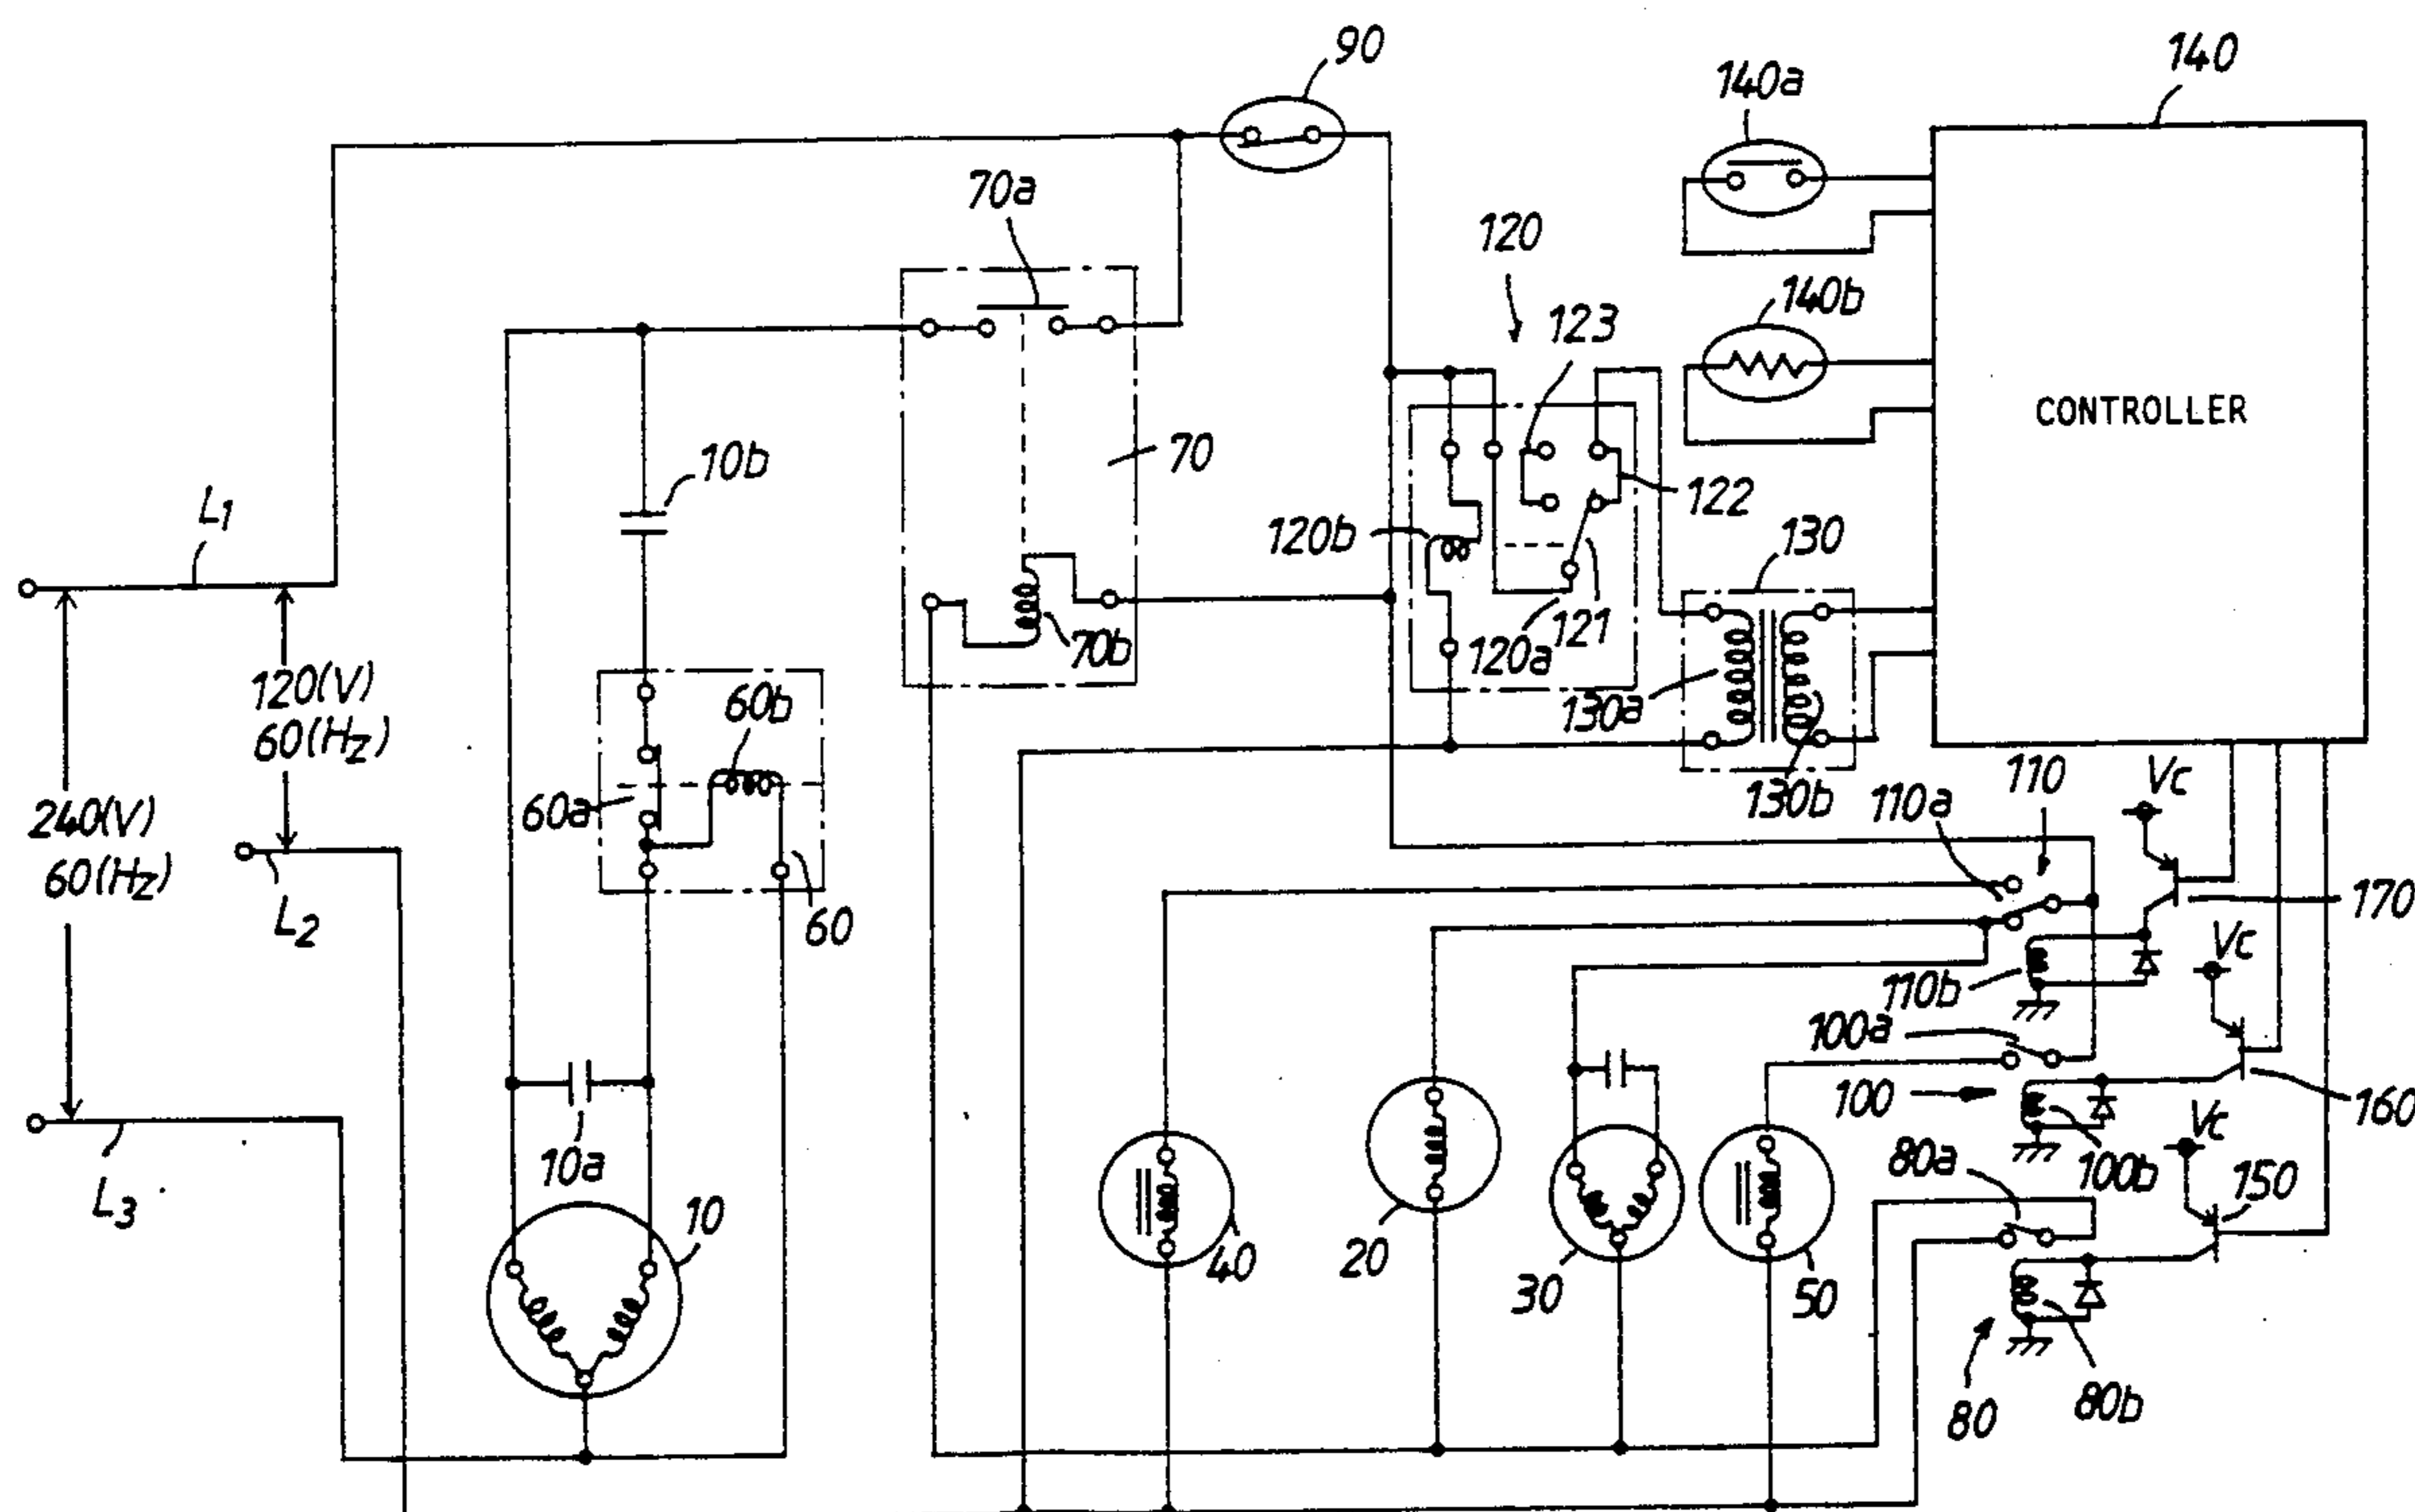 90
140a
140
70a
120
123
140b
CONTROLLER
10b
70
122
L1
120b
130
121
70b
120a
130a
120(V)
60(Hz)
60b
110
Vc
130b
110a
60a
240(V)
60(Hz)
170
L2
60
Vc
110b
100a
100
160
Vc
10a
80a
100b
150
L3
10
40
20
30
50
80
80b